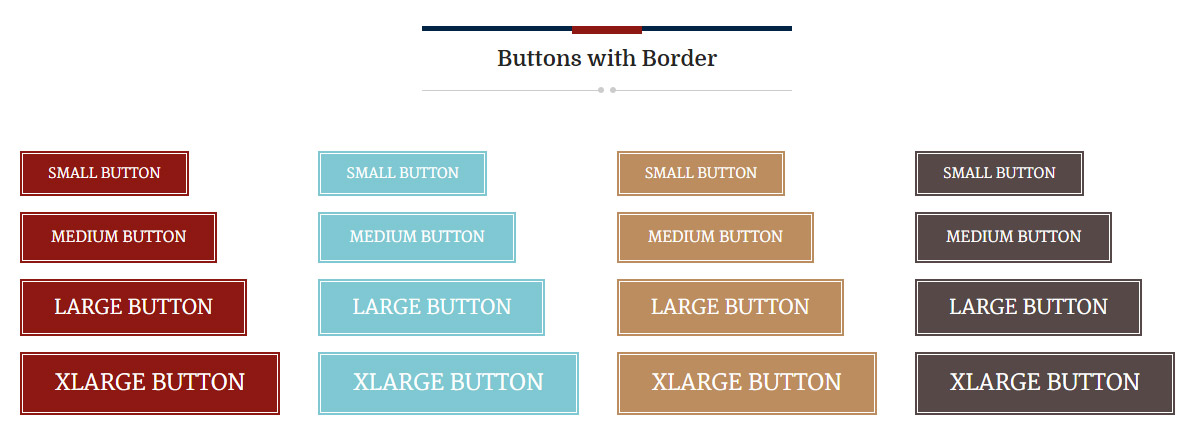 Buttons with Border
SMALL BUTTON SMALL BUTTON SMALL BUTTON SMALL BUTTON
MEDIUM BUTTON MEDIUM BUTTON MEDIUM BUTTON MEDIUM BUTTON
LARGE BUTTON LARGE BUTTON LARGE BUTTON LARGE BUTTON
XLARGE BUTTON XLARGE BUTTON XLARGE BUTTON XLARGE BUTTON